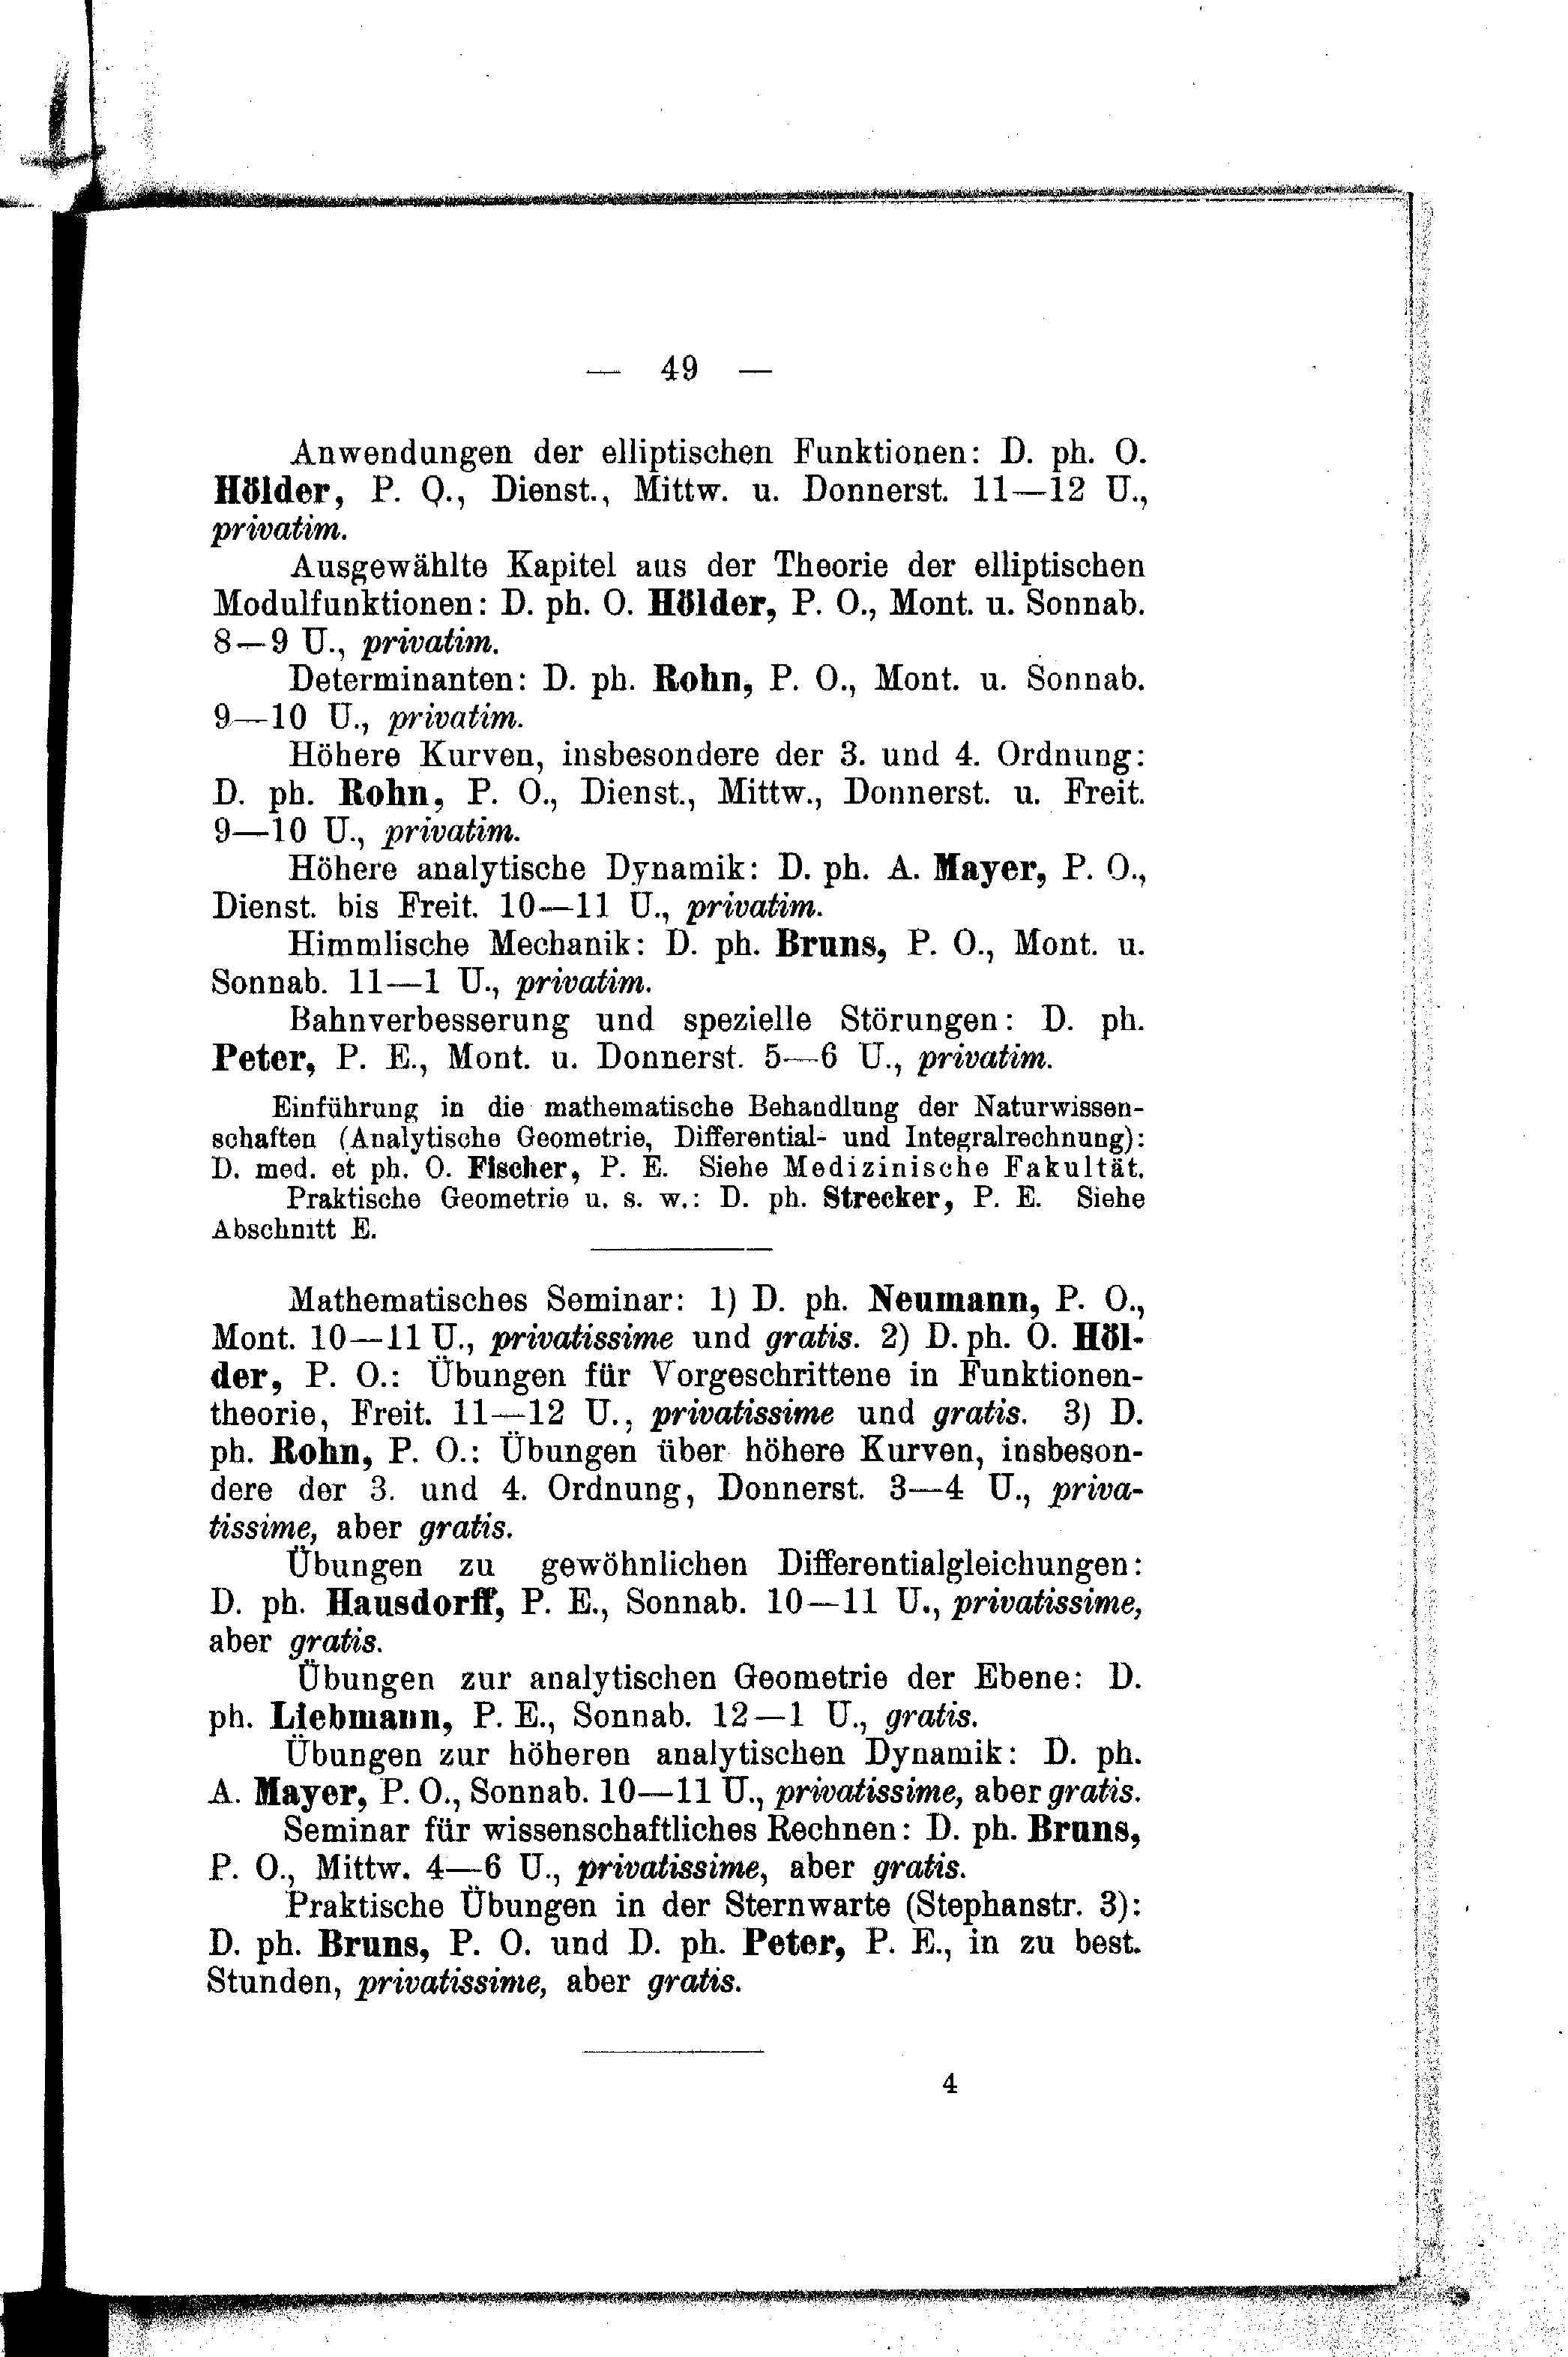 — 49 —
Anwendungen der elliptischen Funktionen: D. ph. O.
Hölder, P. O., Dienst., Mittw. u. Donnerst. 11—12 U.,
privatim.
Ausgewählte Kapitel aus der Theorie der elliptischen
Modulfunktionen: D. ph. O. Hölder, P. O., Mont. u. Sonnab.
8—9 U., privatim.
Determinanten: D. ph. Rohn, P. O., Mont. u. Sonnab.
9—10 U., privatim.
Höhere Kurven, insbesondere der 3. und 4. Ordnung:
D. ph. Rohn, P. O., Dienst., Mittw., Donnerst. u. Freit.
9—10 U., privatim.
Höhere analytische Dynamik: D. ph. A. Mayer, P. O.,
Dienst. bis Freit. 10—11 U., privatim.
Himmlische Mechanik: D. ph. Bruns, P. O., Mont. u.
Sonnab. 11—1 U., privatim.
Bahnverbesserung und spezielle Störungen: D. ph.
Peter, P. E., Mont. u. Donnerst. 5—6 U., privatim.
Einführung in die mathematische Behandlung der Naturwissen-
schaften (Analytische Geometrie, Differential- und Integralrechnung):
D. med. et ph. O. Fischer, P. E. Siehe Medizinische Fakultät.
Praktische Geometrie u. s. w.: D. ph. Strecker, P. E. Siehe
Abschnitt E.
Mathematisches Seminar: 1) D. ph. Neumann, P. O.,
Mont. 10—11 U., privatissime und gratis. 2) D. ph. O. Höl-
der, P. O.: Übungen für Vorgeschrittene in Funktionen-
theorie, Freit. 11—12 U., privatissime und gratis. 3) D.
ph. Rohn, P. O.: Übungen über höhere Kurven, insbeson-
dere der 3. und 4. Ordnung, Donnerst. 3—4 U., priva-
tissime, aber gratis.
Übungen zu gewöhnlichen Differentialgleichungen:
D. ph. Hausdorff, P. E., Sonnab. 10—11 U., privatissime,
aber gratis.
Übungen zur analytischen Geometrie der Ebene: D.
ph. Liebmann, P. E., Sonnab. 12—1 U., gratis.
Übungen zur höheren analytischen Dynamik: D. ph.
A. Mayer, P. O., Sonnab. 10—11 U., privatissime, aber gratis.
Seminar für wissenschaftliches Rechnen: D. ph. Bruns,
P. O., Mittw. 4—6 U., privatissime, aber gratis.
Praktische Übungen in der Sternwarte (Stephanstr. 3):
D. ph. Bruns, P. O. und D. ph. Peter, P. E., in zu best.
Stunden, privatissime, aber gratis.
4